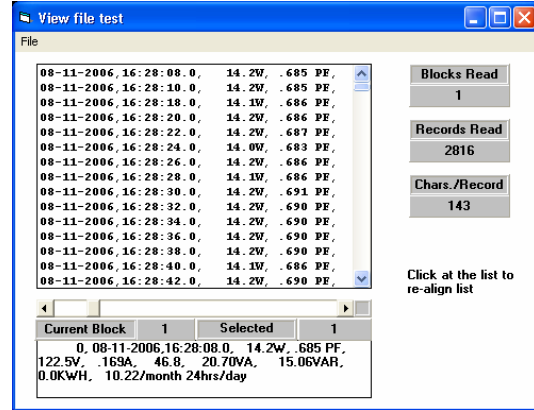 View file test
File
08-11-2006,16:28:08.0, 14.2W, .685 PF,
08-11-2006,16:28:10.0, 14.2W, .685 PF,
08-11-2006,16:28:18.0, 14.1W, .686 PF,
08-11-2006,16:28:20.0, 14.2W, .686 PF,
08-11-2006,16:28:22.0, 14.2W, .687 PF,
08-11-2006,16:28:24.0, 14.0W, .683 PF,
08-11-2006,16:28:26.0, 14.2W, .686 PF,
08-11-2006,16:28:28.0, 14.1W, .686 PF,
08-11-2006,16:28:30.0, 14.2W, .691 PF,
08-11-2006,16:28:32.0, 14.2W, .690 PF,
08-11-2006,16:28:34.0, 14.2W, .690 PF,
08-11-2006,16:28:36.0, 14.2W, .690 PF,
08-11-2006,16:28:38.0, 14.2W, .690 PF,
08-11-2006,16:28:40.0, 14.1W, .686 PF,
08-11-2006,16:28:42.0, 14.2W, .690 PF,
Blocks Read
1
Records Read
2816
Chars./Record
143
Click at the list to
re-align list
Current Block 1 Selected 1
0, 08-11-2006,16:28:08.0, 14.2W, .685 PF,
122.5V, .169A, 46.8, 20.70VA, 15.06VAR,
0.0KWH, 10.22/month 24hrs/day